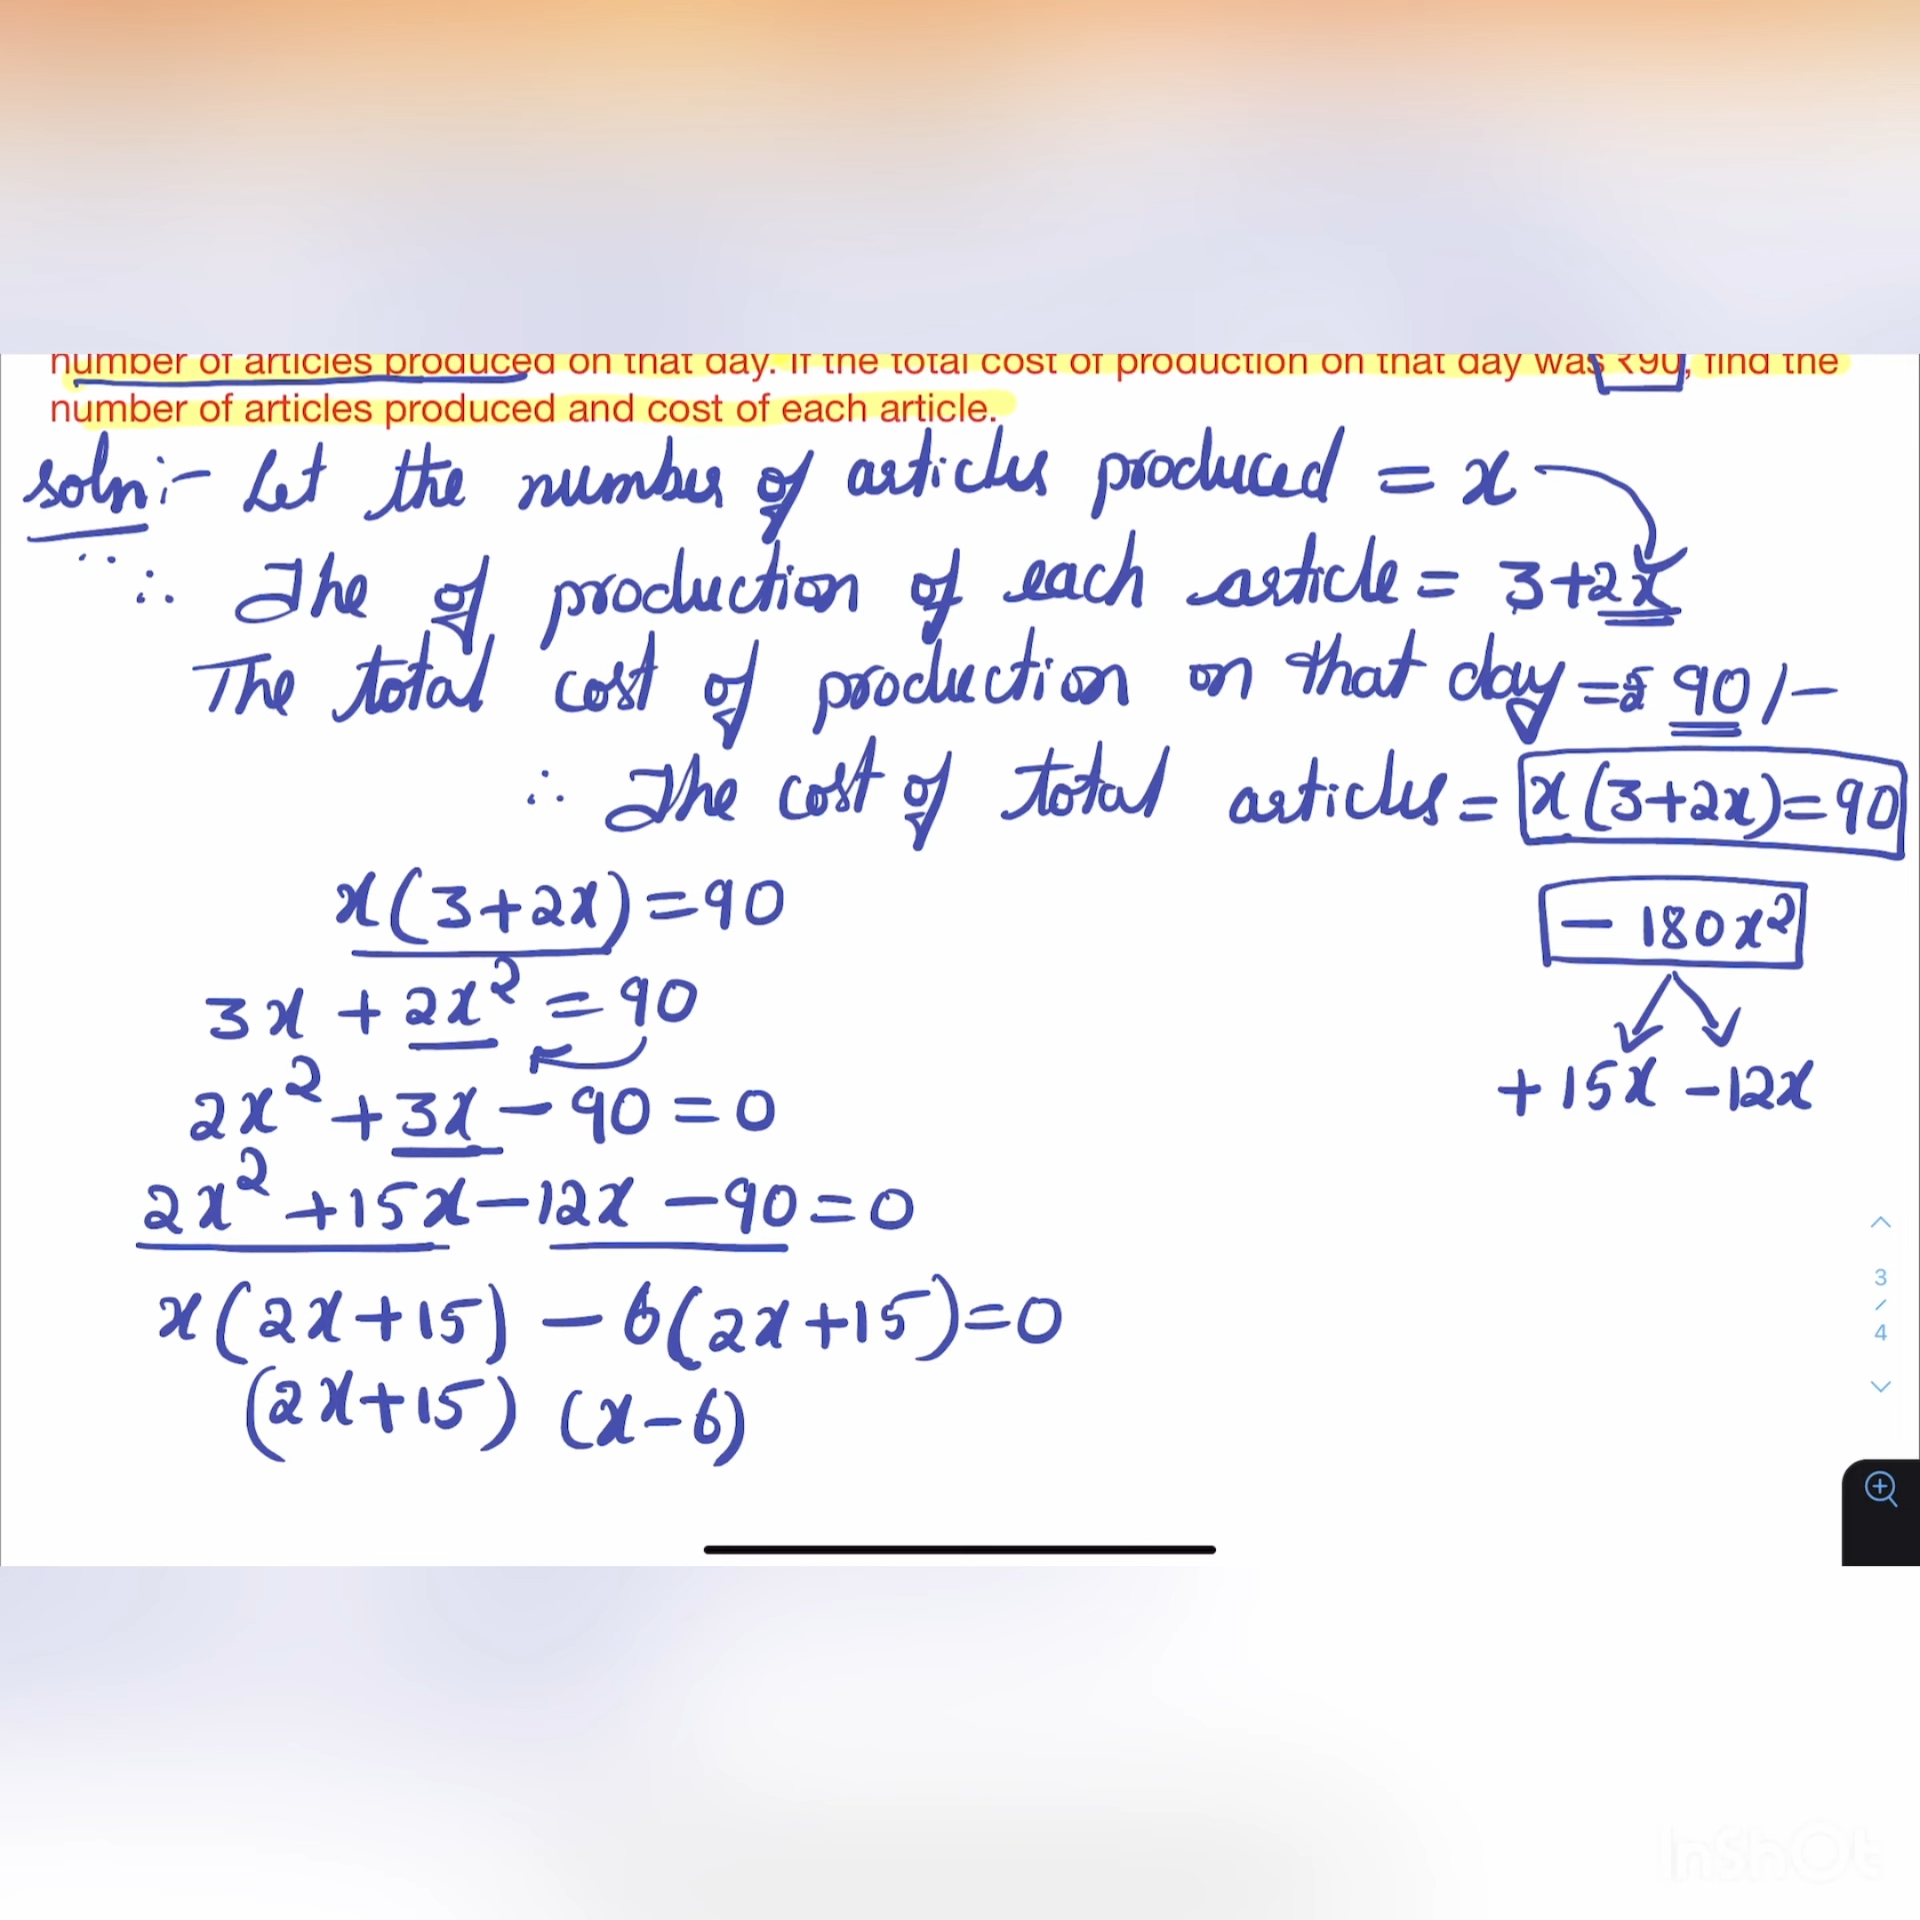 number of articles produced on that day. If the total cost of production on that day was ₹90, find the
number of articles produced and cost of each article.
soln:- Let the number of articles produced = x
∴ The of production of each article = 3+2x
The total cost of production on that day = ₹ 90/-
∴ The cost of total articles = x(3+2x)=90
x(3+2x)=90
- 180x²
3x + 2x² = 90
+15x -12x
2x² +3x - 90 = 0
2x² +15x -12x -90 = 0
x(2x+15) - 6(2x+15)=0
(2x+15) (x-6)
3
/
4
InShOt